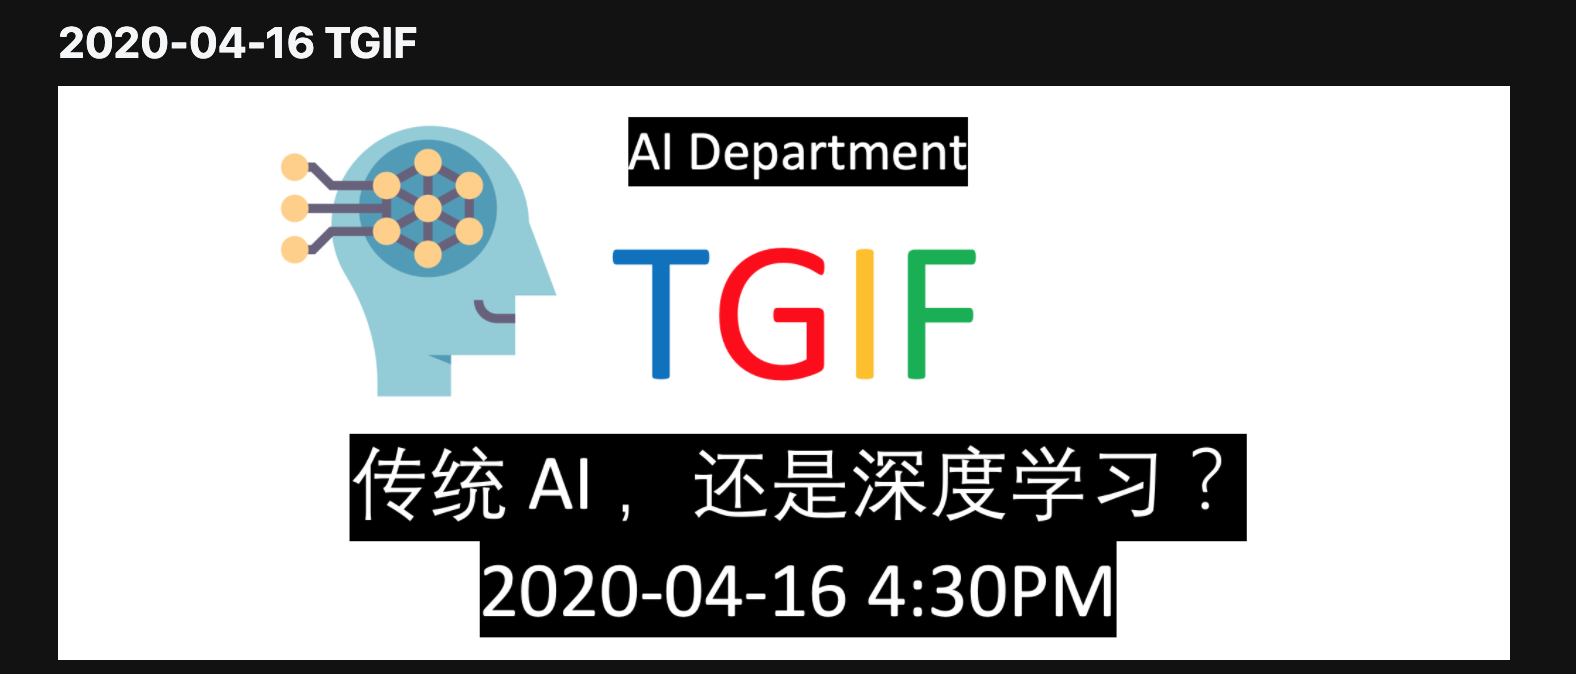 2020-04-16 TGIF
AI Department
TGIF
传统 AI， 还是深度学习？
2020-04-16 4:30PM